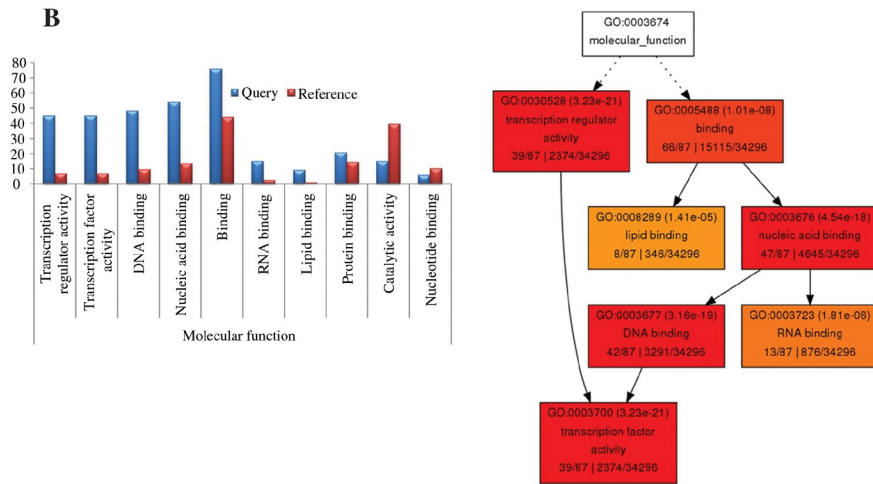 B
80
70
60
50
40
30
20
10
0
Query
Reference
Transcription
regulator activity
Transcription factor
activity
DNA binding
Nucleic acid binding
Binding
RNA binding
Lipid binding
Protein binding
Catalytic activity
Nucleotide binding
Molecular function
GO:0003674
molecular_function
GO:0030528 (3.23e-21)
transcription regulator
activity
39/87 | 2374/34296
GO:0005488 (1.01e-08)
binding
66/87 | 15115/34296
GO:0008289 (1.41e-05)
lipid binding
8/87 | 346/34296
GO:0003676 (4.54e-18)
nucleic acid binding
47/87 | 4645/34296
GO:0003677 (3.16e-19)
DNA binding
42/87 | 3291/34296
GO:0003723 (1.81e-06)
RNA binding
13/87 | 876/34296
GO:0003700 (3.23e-21)
transcription factor
activity
39/87 | 2374/34296